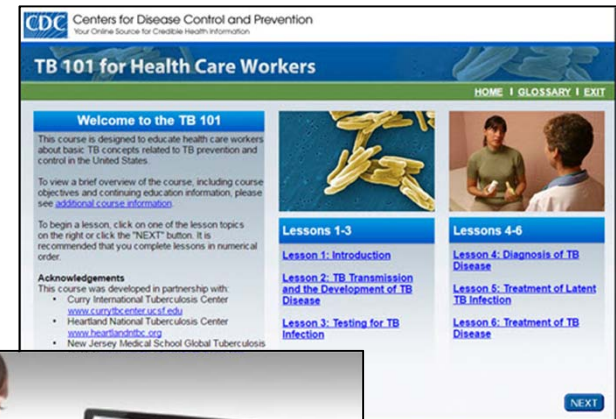 CDC
Centers for Disease Control and Prevention
Your Online Source for Credible Health Information
TB 101 for Health Care Workers
HOME | GLOSSARY | EXIT
Welcome to the TB 101
This course is designed to educate health care workers
about basic TB concepts related to TB prevention and
control in the United States.
To view a brief overview of the course, including course
objectives and continuing education information, please
see additional course information.
To begin a lesson, click on one of the lesson topics
on the right or click the "NEXT" button. It is
recommended that you complete lessons in numerical
order.
Acknowledgements
This course was developed in partnership with:
• Curry International Tuberculosis Center
www.currytbcenter.ucsf.edu
• Heartland National Tuberculosis Center
www.heartlandntbc.org
• New Jersey Medical School Global Tuberculosis
Lessons 1-3
Lesson 1: Introduction
Lesson 2: TB Transmission
and the Development of TB
Disease
Lesson 3: Testing for TB
Infection
Lessons 4-6
Lesson 4: Diagnosis of TB
Disease
Lesson 5: Treatment of Latent
TB Infection
Lesson 6: Treatment of TB
Disease
NEXT